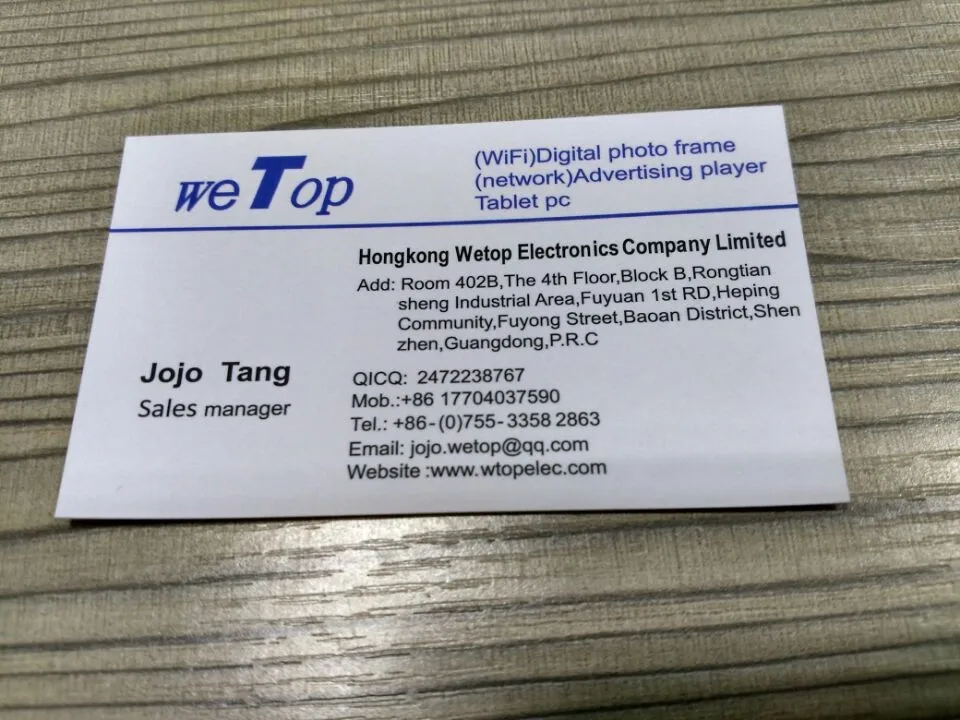 weTop
(WiFi)Digital photo frame
(network)Advertising player
Tablet pc
Hongkong Wetop Electronics Company Limited
Add: Room 402B,The 4th Floor,Block B,Rongtian
sheng Industrial Area,Fuyuan 1st RD,Heping
Community,Fuyong Street,Baoan District,Shen
zhen,Guangdong,P.R.C
Jojo Tang
Sales manager
QICQ: 2472238767
Mob.:+86 17704037590
Tel.: +86-(0)755-3358 2863
Email: jojo.wetop@qq.com
Website :www.wtopelec.com